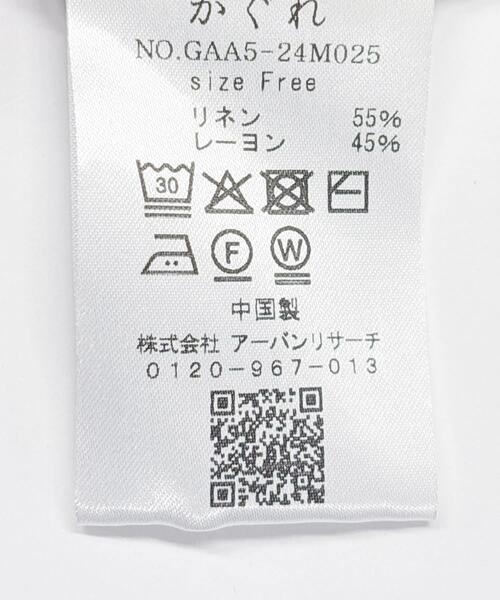 かぐれ
NO.GAA5-24M025
size Free
リネン 55%
レーヨン 45%
30
F W
中国製
株式会社 アーバンリサーチ
0120-967-013